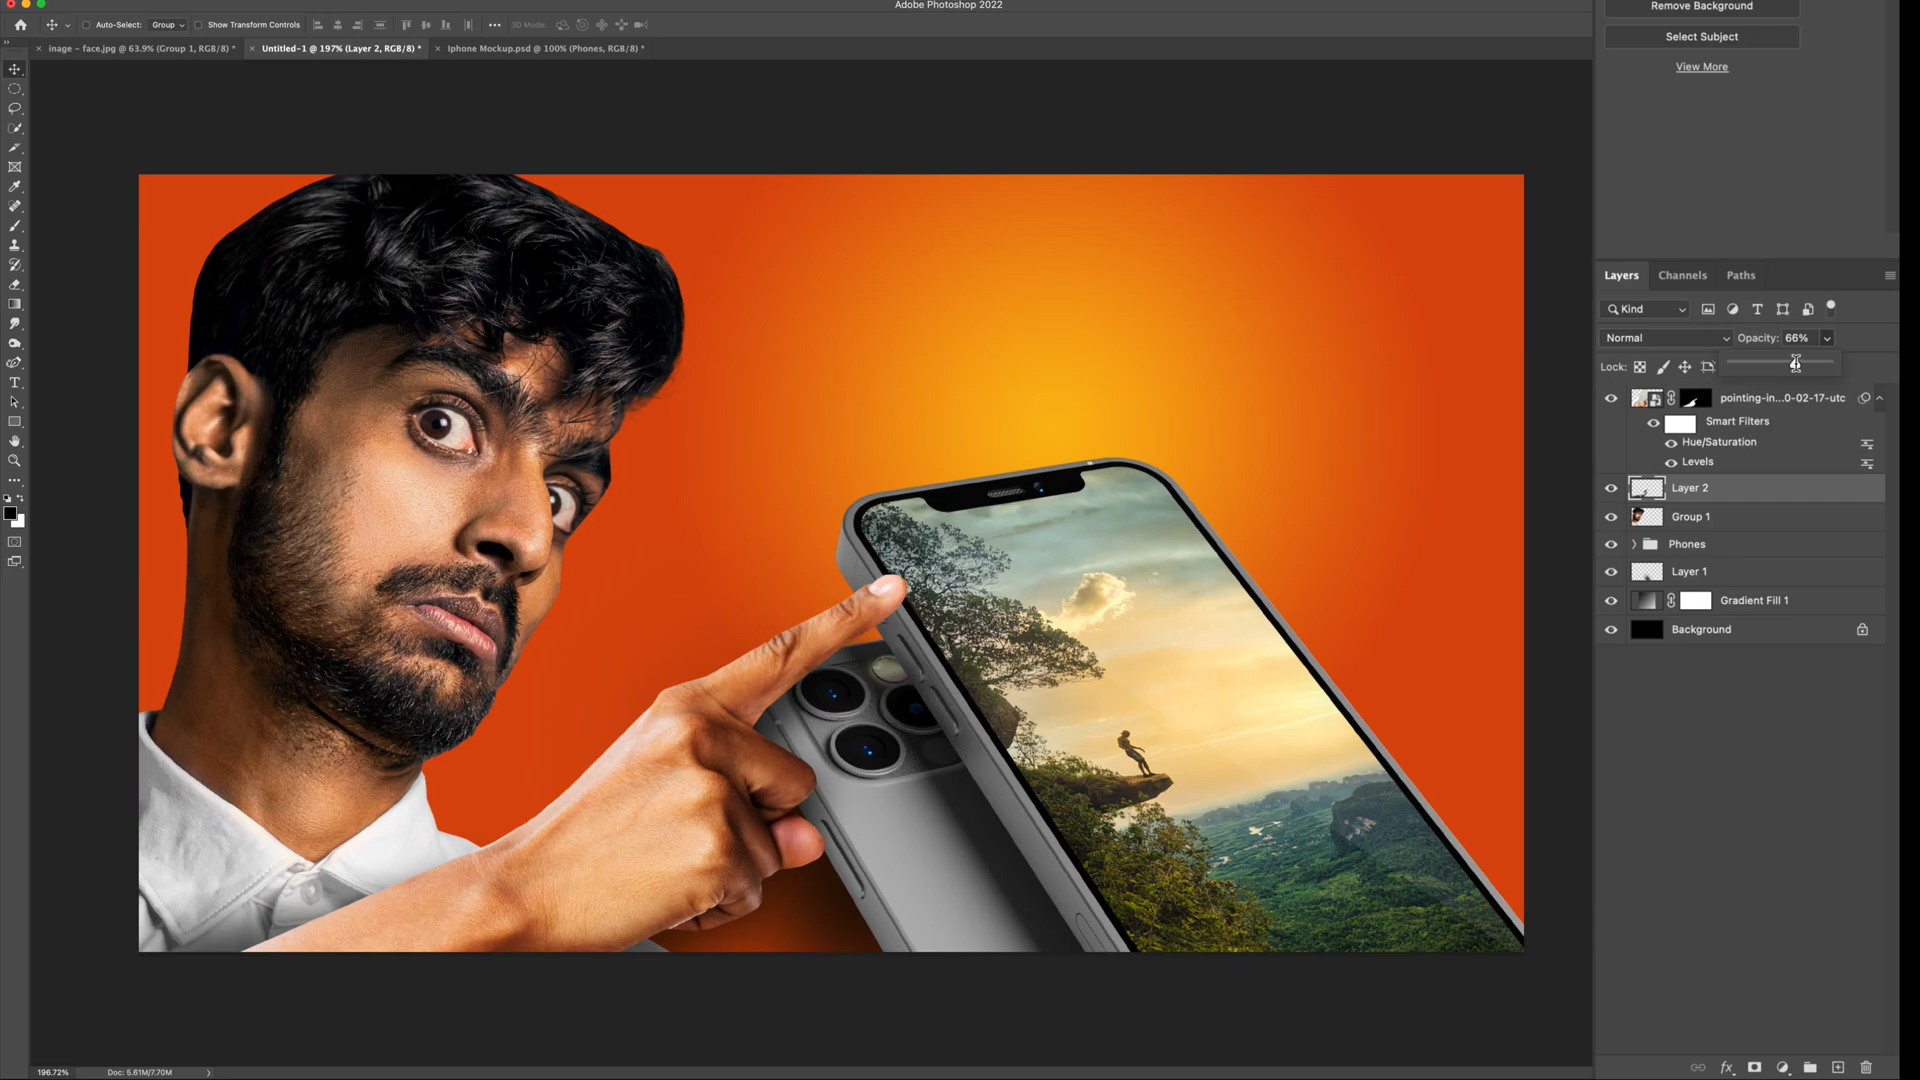 Adobe Photoshop 2022
Auto-Select: Group Show Transform Controls 3D Mode:
image - face.jpg @ 63.9% (Group 1, RGB/8) *
Untitled-1 @ 197% (Layer 2, RGB/8) *
Iphone Mockup.psd @ 100% (Phones, RGB/8) *
Remove Background
Select Subject
View More
Layers Channels Paths
Kind
Normal Opacity: 66%
Lock:
pointing-in...0-02-17-utc
Smart Filters
Hue/Saturation
Levels
Layer 2
Group 1
Phones
Layer 1
Gradient Fill 1
Background
196.72% Doc: 5.61M/7.70M